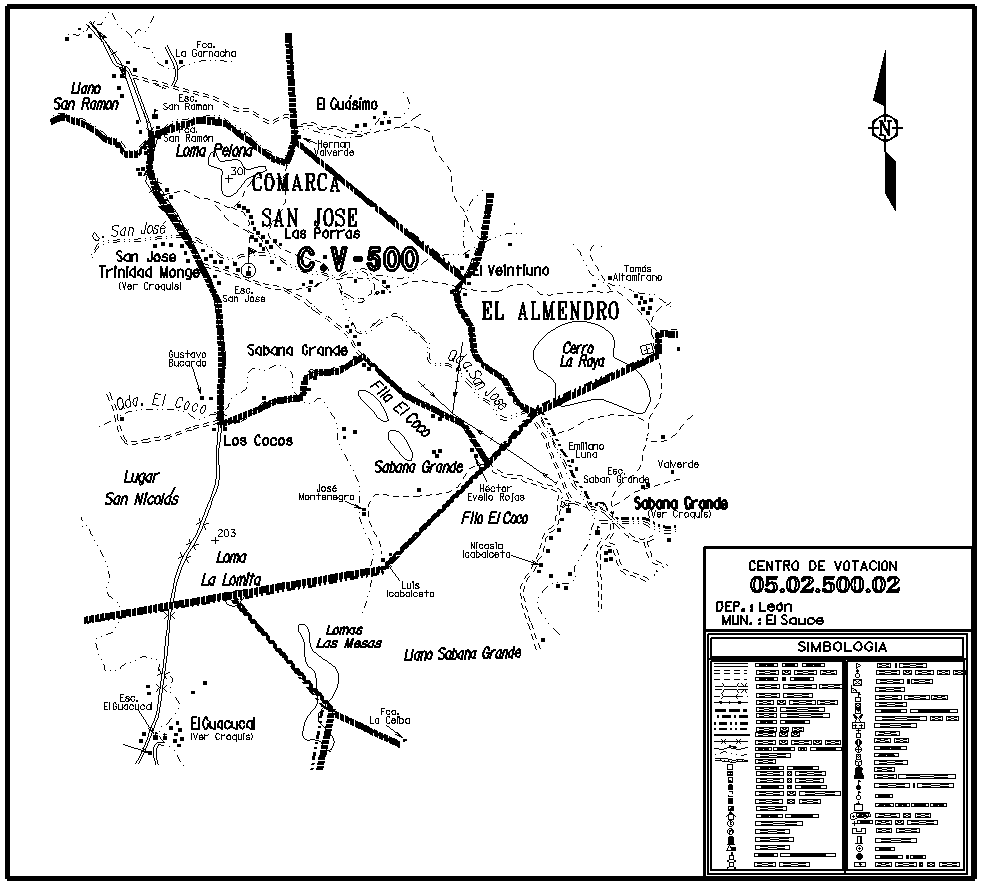 Fca.
La Garnacha
Llano
San Ramon
Esc.
San Ramon
El Guásimo
San Ramón
Hernan
Valverde
Loma Pelona
301
COMARCA
SAN JOSE
Las Porras
C.V-500
San José
San Jose
Trinidad Monge
(Ver Croquis)
Esc.
San José
El Veintiuno
Tomás
Altamirano
EL ALMENDRO
Gustavo
Bucardo
Sabana Grande
Cerro
La Raya
Qda. San Jose
Qda. El Coco
Fila El Coco
Los Cocos
Emiliano
Luna
Sabana Grande
Esc.
Saban Grande
Valverde
Lugar
San Nicolás
José
Montenegro
Héctor
Evelio Rojas
Sabana Grande
(Ver Croquis)
Fila El Coco
203
Nicasia
Icabalceta
Loma
La Lomita
Luis
Icabalceta
CENTRO DE VOTACION
05.02.500.02
DEP. : León
MUN. : El Sauce
Lomas
Las Mesas
Llano Sabana Grande
SIMBOLOGIA
Esc.
El Guacucal
El Guacucal
(Ver Croquis)
Fca.
La Ceiba
N